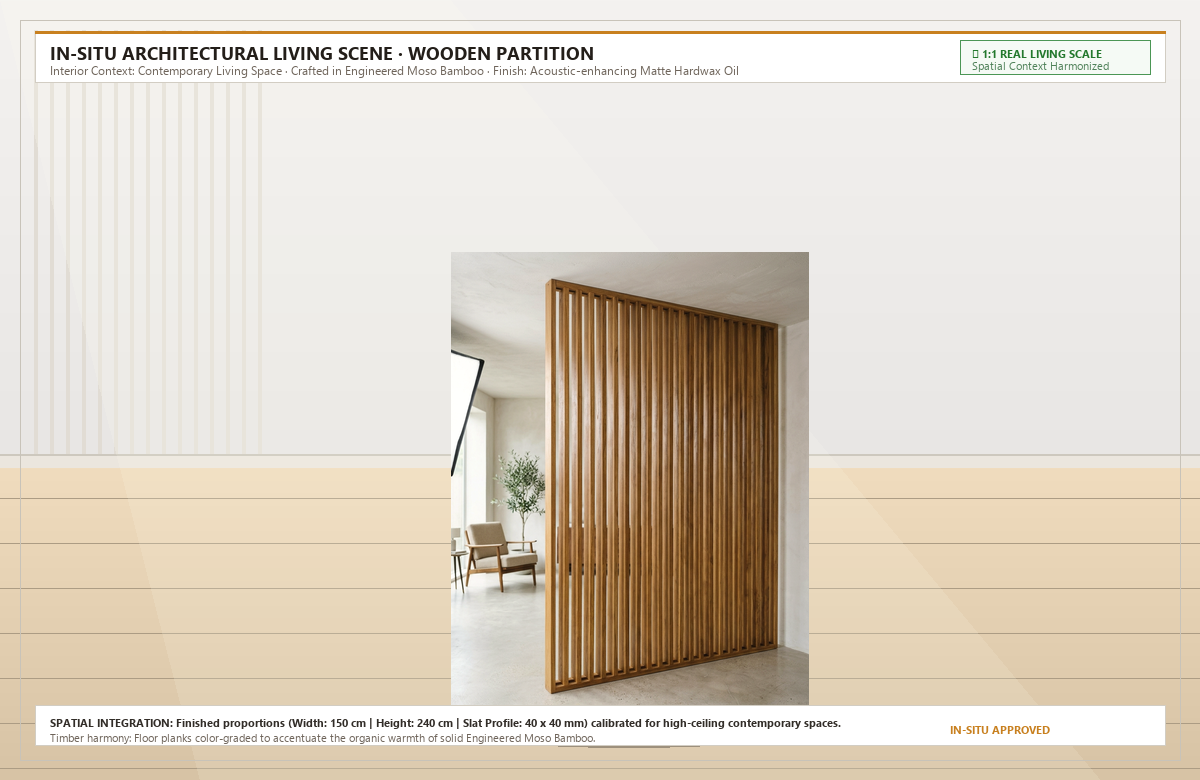 IN-SITU ARCHITECTURAL LIVING SCENE · WOODEN PARTITION
Interior Context: Contemporary Living Space · Crafted in Engineered Moso Bamboo · Finish: Acoustic-enhancing Matte Hardwax Oil
1:1 REAL LIVING SCALE
Spatial Context Harmonized
SPATIAL INTEGRATION: Finished proportions (Width: 150 cm | Height: 240 cm | Slat Profile: 40 x 40 mm) calibrated for high-ceiling contemporary spaces.
Timber harmony: Floor planks color-graded to accentuate the organic warmth of solid Engineered Moso Bamboo.
IN-SITU APPROVED